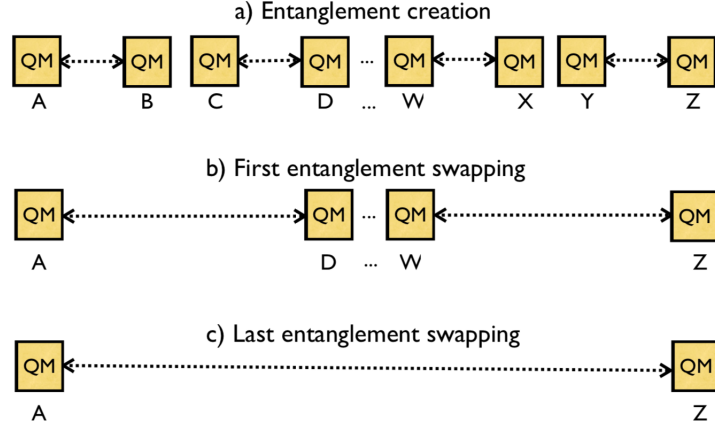 a) Entanglement creation
QM QM QM QM ... QM QM QM QM
A B C D ... W X Y Z
b) First entanglement swapping
QM QM ... QM QM
A D ... W Z
c) Last entanglement swapping
QM QM
A Z